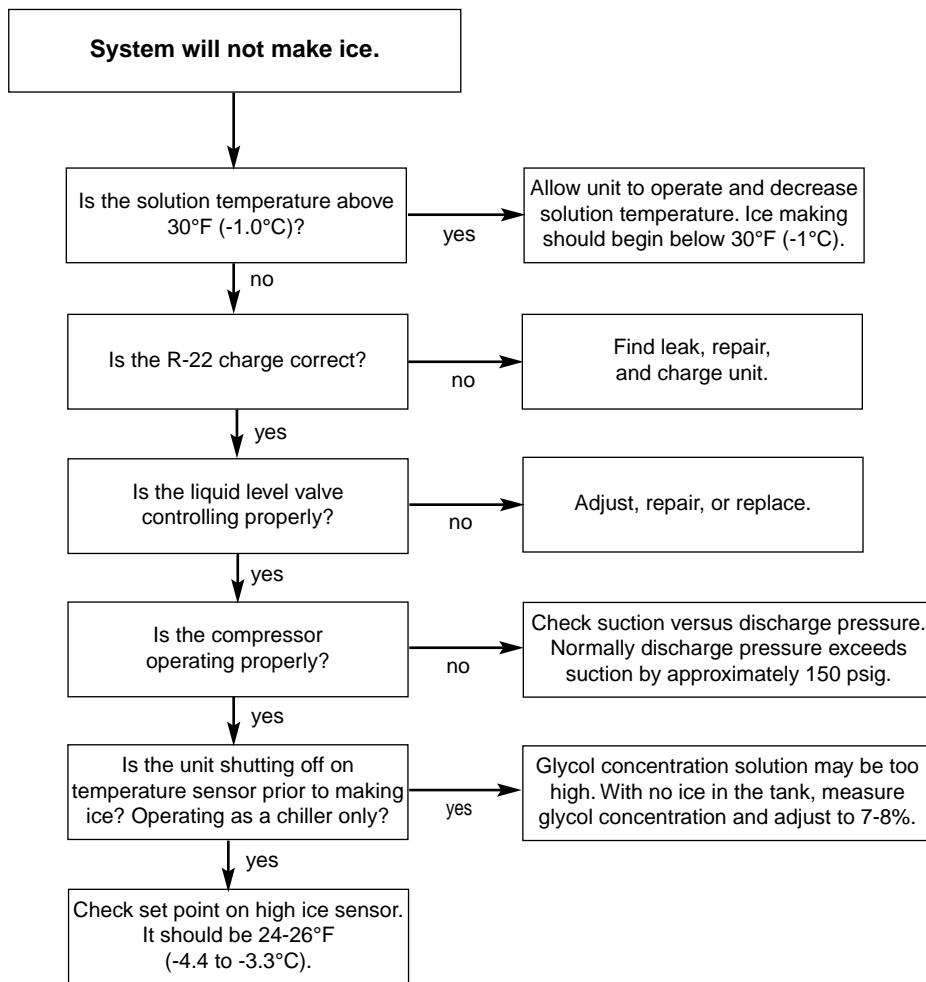 System will not make ice.
Is the solution temperature above
30°F (-1.0°C)?
yes
Allow unit to operate and decrease
solution temperature. Ice making
should begin below 30°F (-1°C).
no
Is the R-22 charge correct?
no
Find leak, repair,
and charge unit.
yes
Is the liquid level valve
controlling properly?
no
Adjust, repair, or replace.
yes
Is the compressor
operating properly?
no
Check suction versus discharge pressure.
Normally discharge pressure exceeds
suction by approximately 150 psig.
yes
Is the unit shutting off on
temperature sensor prior to making
ice? Operating as a chiller only?
yes
Glycol concentration solution may be too
high. With no ice in the tank, measure
glycol concentration and adjust to 7-8%.
yes
Check set point on high ice sensor.
It should be 24-26°F
(-4.4 to -3.3°C).